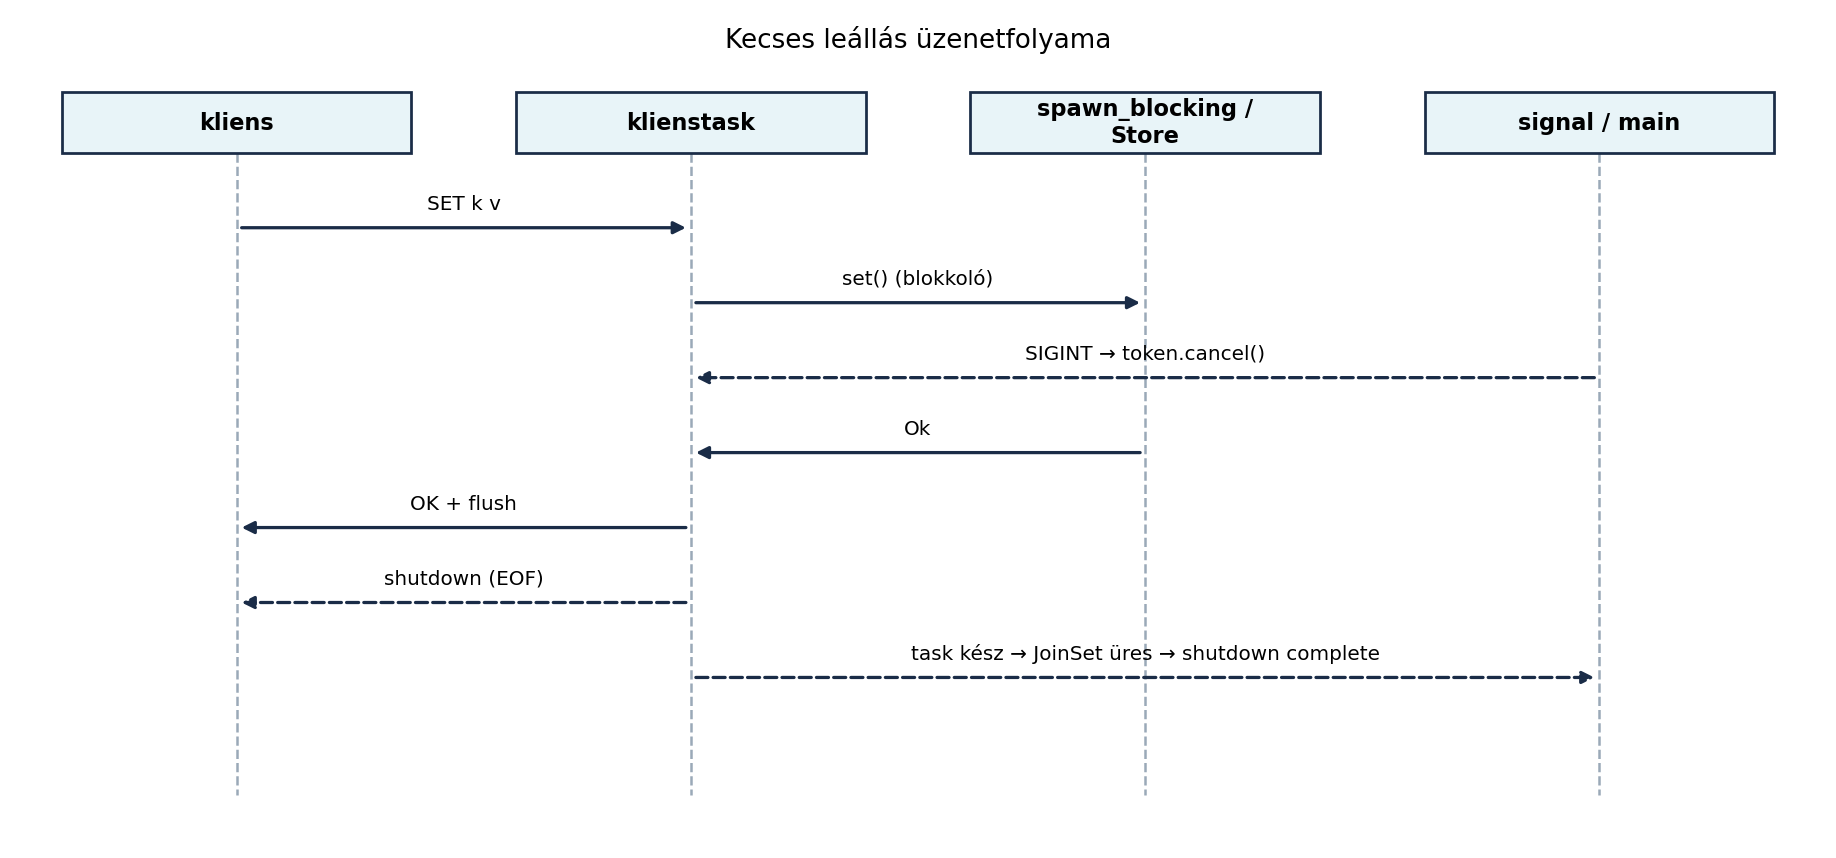 Kecses leállás üzenetfolyama
kliens
klienstask
spawn_blocking /
Store
signal / main
SET k v
set() (blokkoló)
SIGINT → token.cancel()
Ok
OK + flush
shutdown (EOF)
task kész → JoinSet üres → shutdown complete